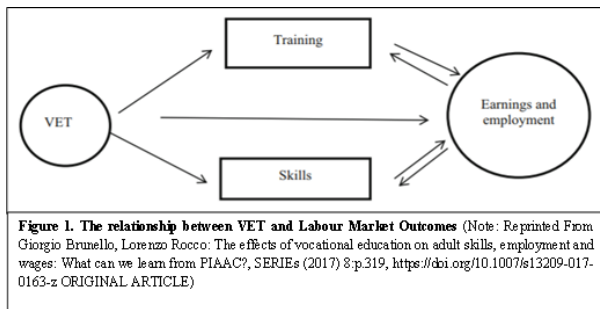 Training
VET
Earnings and
employment
Skills
Figure 1. The relationship between VET and Labour Market Outcomes (Note: Reprinted From
Giorgio Brunello, Lorenzo Rocco: The effects of vocational education on adult skills, employment and
wages: What can we learn from PIAAC?, SERIEs (2017) 8:p.319, https://doi.org/10.1007/s13209-017-
0163-z ORIGINAL ARTICLE)